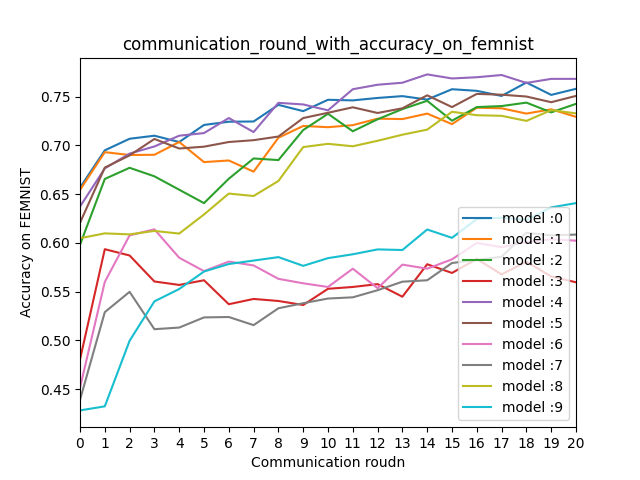 communication_round_with_accuracy_on_femnist
Accuracy on FEMNIST
0.75
0.70
0.65
0.60
0.55
0.50
0.45
model :0
model :1
model :2
model :3
model :4
model :5
model :6
model :7
model :8
model :9
0 1 2 3 4 5 6 7 8 9 10 11 12 13 14 15 16 17 18 19 20
Communication roudn